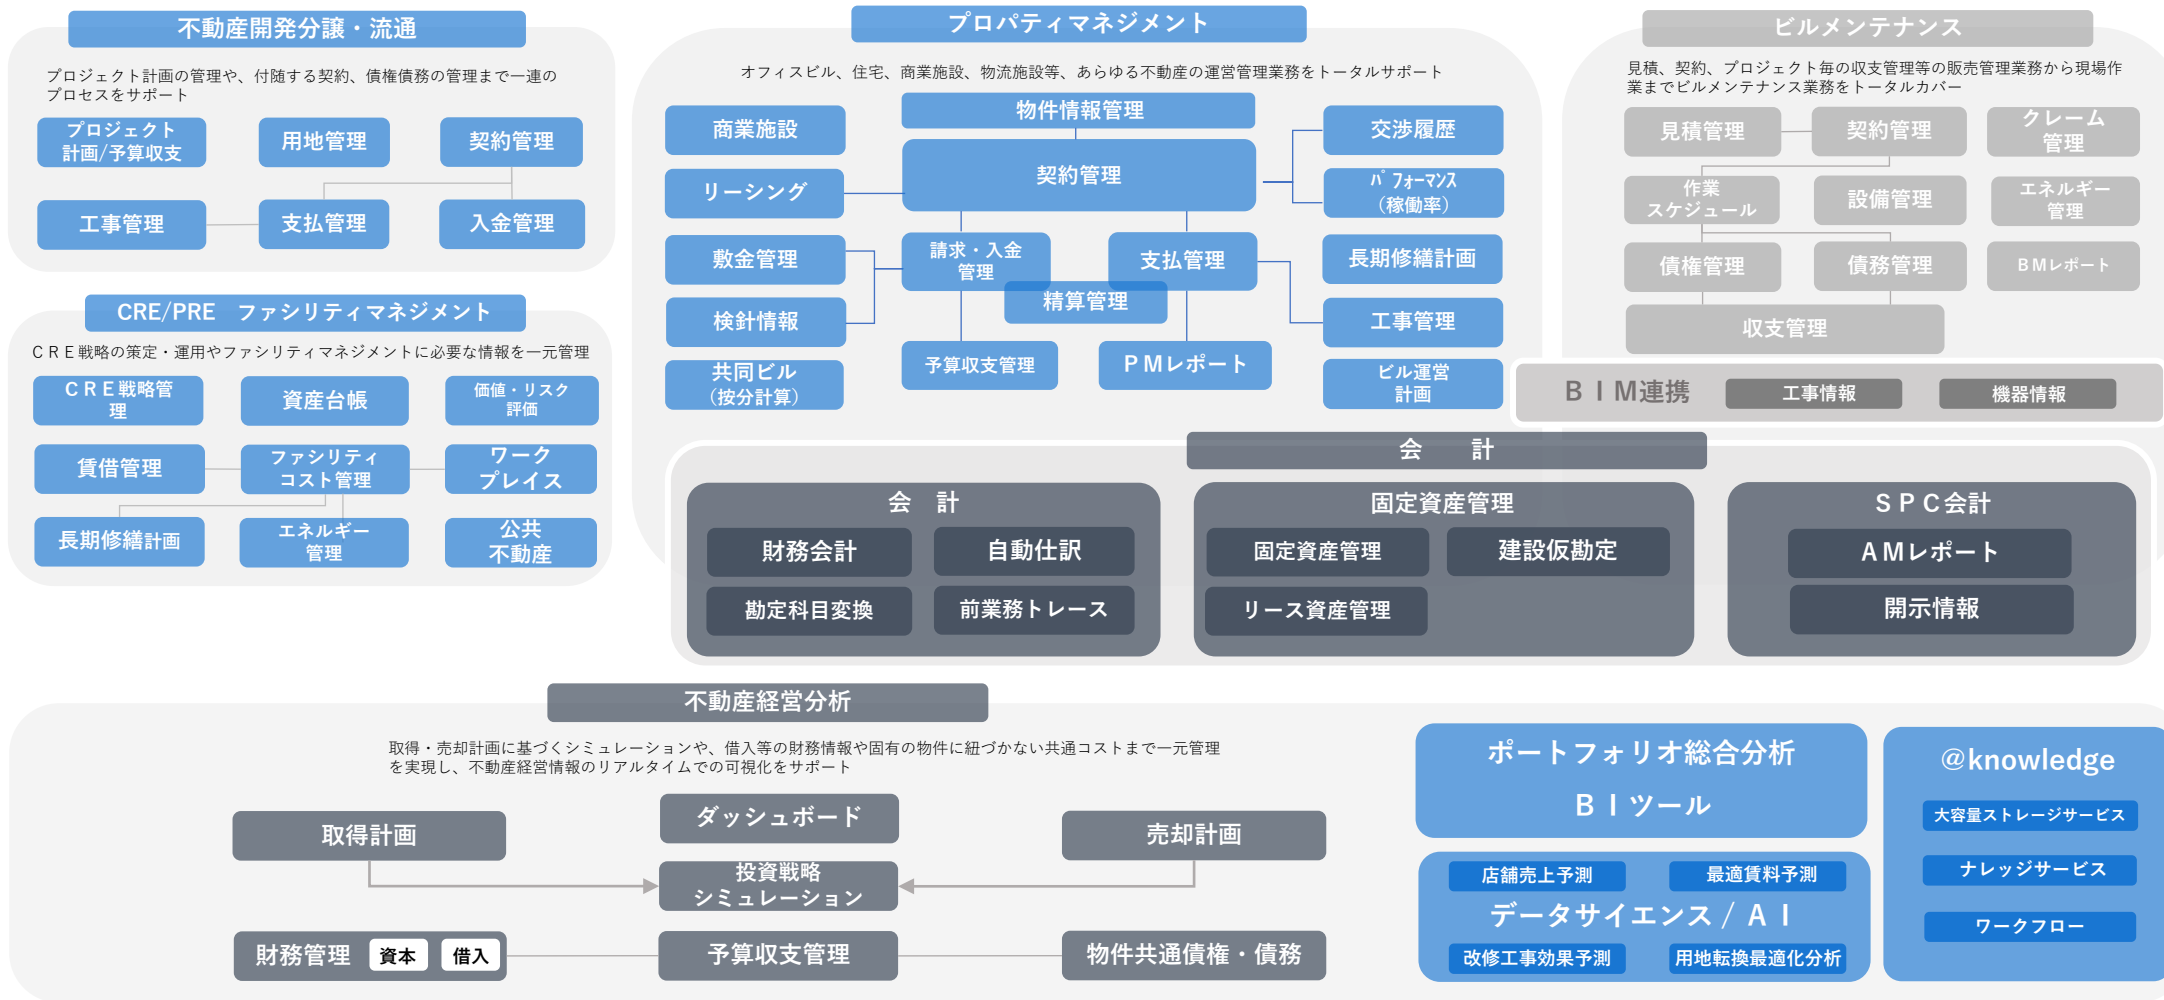 不動産開発分譲・流通
プロジェクト計画の管理や、付随する契約、債権債務の管理まで一連の
プロセスをサポート
プロジェクト
計画/予算収支
用地管理
契約管理
工事管理
支払管理
入金管理
CRE/PRE　ファシリティマネジメント
ＣＲＥ戦略の策定・運用やファシリティマネジメントに必要な情報を一元管理
ＣＲＥ戦略管
理
資産台帳
価値・リスク
評価
賃借管理
ファシリティ
コスト管理
ワーク
プレイス
長期修繕計画
エネルギー
管理
公共
不動産
プロパティマネジメント
オフィスビル、住宅、商業施設、物流施設等、あらゆる不動産の運営管理業務をトータルサポート
商業施設
物件情報管理
交渉履歴
契約管理
リーシング
ﾊﾟﾌｫｰﾏﾝｽ
（稼働率）
敷金管理
請求・入金
管理
支払管理
長期修繕計画
検針情報
精算管理
工事管理
共同ビル
（按分計算）
予算収支管理
ＰＭレポート
ビル運営
計画
ビルメンテナンス
見積、契約、プロジェクト毎の収支管理等の販売管理業務から現場作
業までビルメンテナンス業務をトータルカバー
見積管理
契約管理
クレーム
管理
作業
スケジュール
設備管理
エネルギー
管理
債権管理
債務管理
ＢＭレポート
収支管理
ＢＩＭ連携
工事情報
機器情報
会　　計
会　計
財務会計
自動仕訳
勘定科目変換
前業務トレース
固定資産管理
固定資産管理
建設仮勘定
リース資産管理
ＳＰＣ会計
ＡＭレポート
開示情報
不動産経営分析
取得・売却計画に基づくシミュレーションや、借入等の財務情報や固有の物件に紐づかない共通コストまで一元管理
を実現し、不動産経営情報のリアルタイムでの可視化をサポート
取得計画
ダッシュボード
売却計画
投資戦略
シミュレーション
財務管理
資本
借入
予算収支管理
物件共通債権・債務
ポートフォリオ総合分析
ＢＩツール
店舗売上予測
最適賃料予測
データサイエンス / ＡＩ
改修工事効果予測
用地転換最適化分析
@knowledge
大容量ストレージサービス
ナレッジサービス
ワークフロー